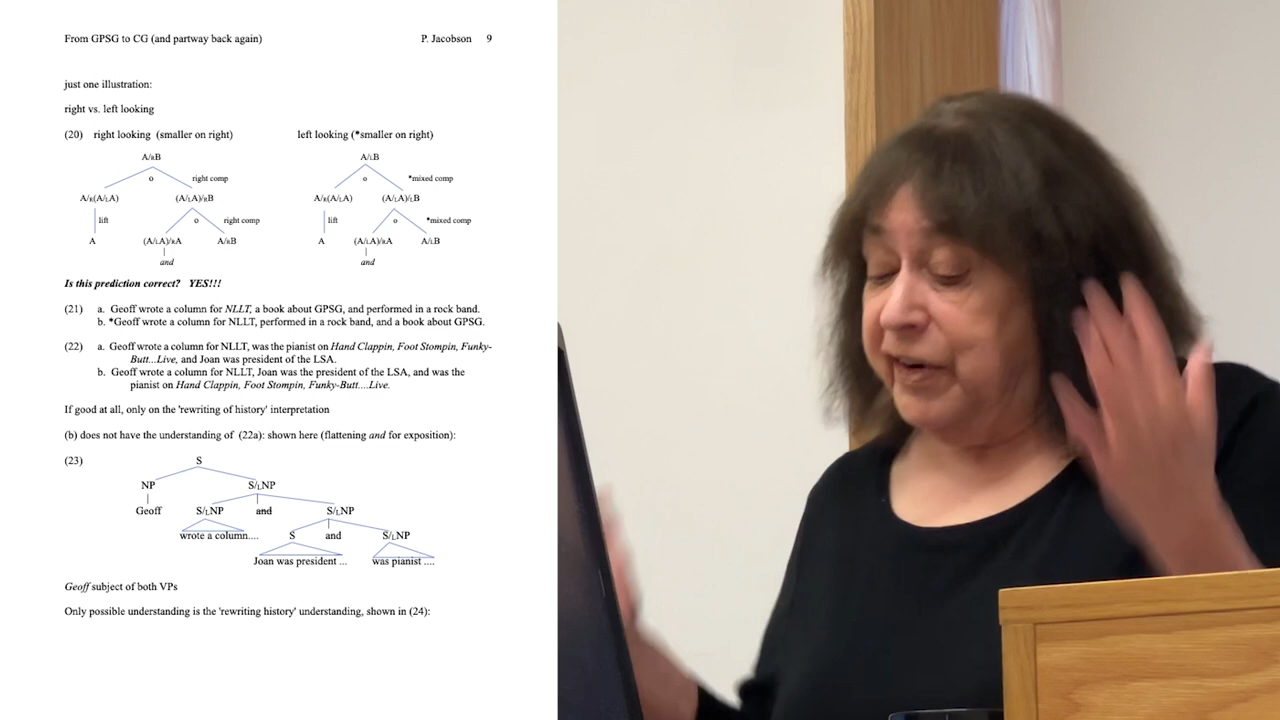 From GPSG to CG (and partway back again) P. Jacobson 9
just one illustration:
right vs. left looking
(20) right looking (smaller on right) left looking (*smaller on right)
A/RB A/LB
o right comp o *mixed comp
A/R(A/LA) (A/LA)/RB A/R(A/LA) (A/LA)/LB
lift o right comp lift o *mixed comp
A (A/LA)/RA A/RB A (A/LA)/RA A/LB
and and
Is this prediction correct? YES!!!
(21) a. Geoff wrote a column for NLLT, a book about GPSG, and performed in a rock band.
b. *Geoff wrote a column for NLLT, performed in a rock band, and a book about GPSG.
(22) a. Geoff wrote a column for NLLT, was the pianist on Hand Clappin, Foot Stompin, Funky-
Butt...Live, and Joan was president of the LSA.
b. Geoff wrote a column for NLLT, Joan was the president of the LSA, and was the
pianist on Hand Clappin, Foot Stompin, Funky-Butt....Live.
If good at all, only on the 'rewriting of history' interpretation
(b) does not have the understanding of (22a): shown here (flattening and for exposition):
(23) S
NP S/LNP
Geoff S/LNP and S/LNP
wrote a column.... S and S/LNP
Joan was president ... was pianist ....
Geoff subject of both VPs
Only possible understanding is the 'rewriting history' understanding, shown in (24):